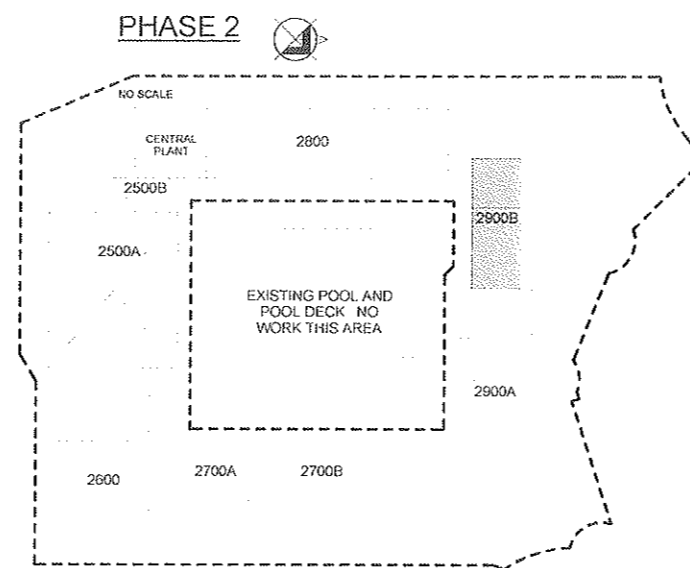 PHASE 2
NO SCALE
CENTRAL
PLANT
2800
2500B
2900B
2500A
EXISTING POOL AND
POOL DECK NO
WORK THIS AREA
2900A
2600
2700A
2700B